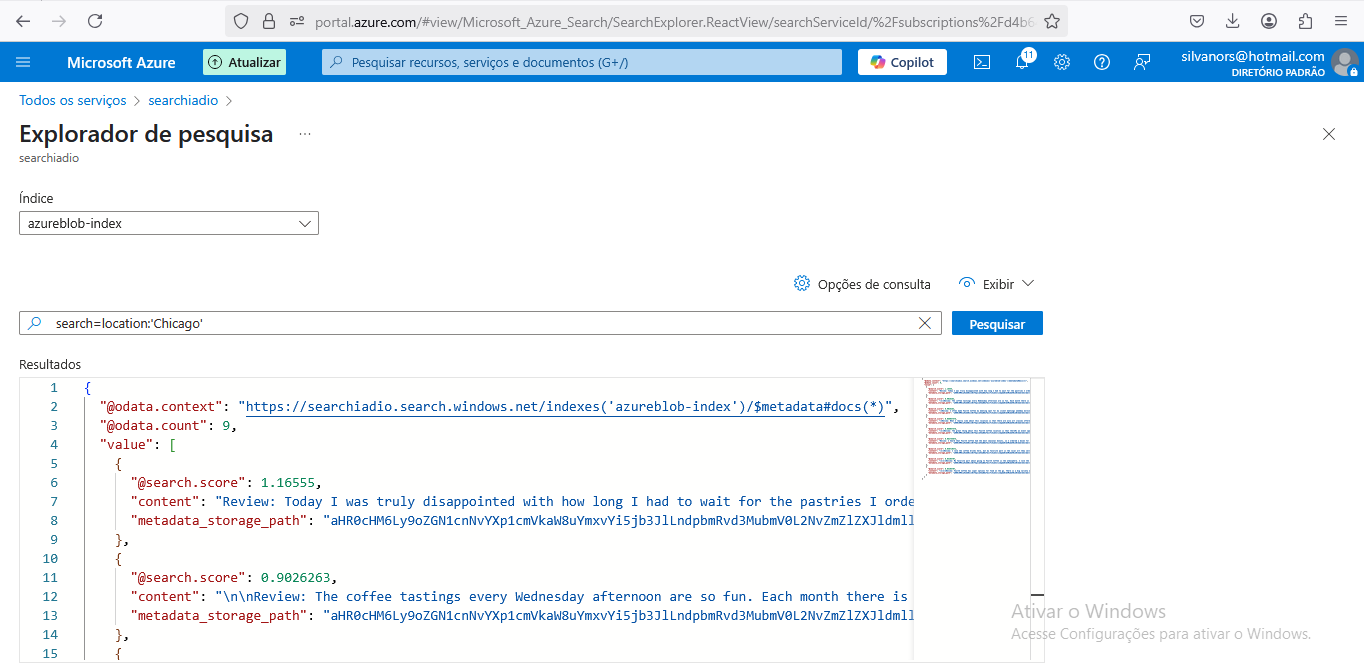 portal.azure.com/#view/Microsoft_Azure_Search/SearchExplorer.ReactView/searchServiceId/%2Fsubscriptions%2Fd4b6
Microsoft Azure
Atualizar
Pesquisar recursos, serviços e documentos (G+/)
Copilot
11
silvanors@hotmail.com
DIRETÓRIO PADRÃO
Todos os serviços > searchiadio >
Explorador de pesquisa ...
searchiadio
Índice
azureblob-index
Opções de consulta
Exibir
search=location:'Chicago'
Pesquisar
Resultados
1 {
2 "@odata.context": "https://searchiadio.search.windows.net/indexes('azureblob-index')/$metadata#docs(*)",
3 "@odata.count": 9,
4 "value": [
5 {
6 "@search.score": 1.16555,
7 "content": "Review: Today I was truly disappointed with how long I had to wait for the pastries I orde
8 "metadata_storage_path": "aHR0cHM6Ly9oZGN1cnNvYXp1cmVkaW8uYmxvYi5jb3JlLndpbmRvd3MubmV0L2NvZmZlZXJldmll
9 },
10 {
11 "@search.score": 0.9026263,
12 "content": "\n\nReview: The coffee tastings every Wednesday afternoon are so fun. Each month there is
13 "metadata_storage_path": "aHR0cHM6Ly9oZGN1cnNvYXp1cmVkaW8uYmxvYi5jb3JlLndpbmRvd3MubmV0L2NvZmZlZXJldmll
14 },
15 {
Ativar o Windows
Acesse Configurações para ativar o Windows.